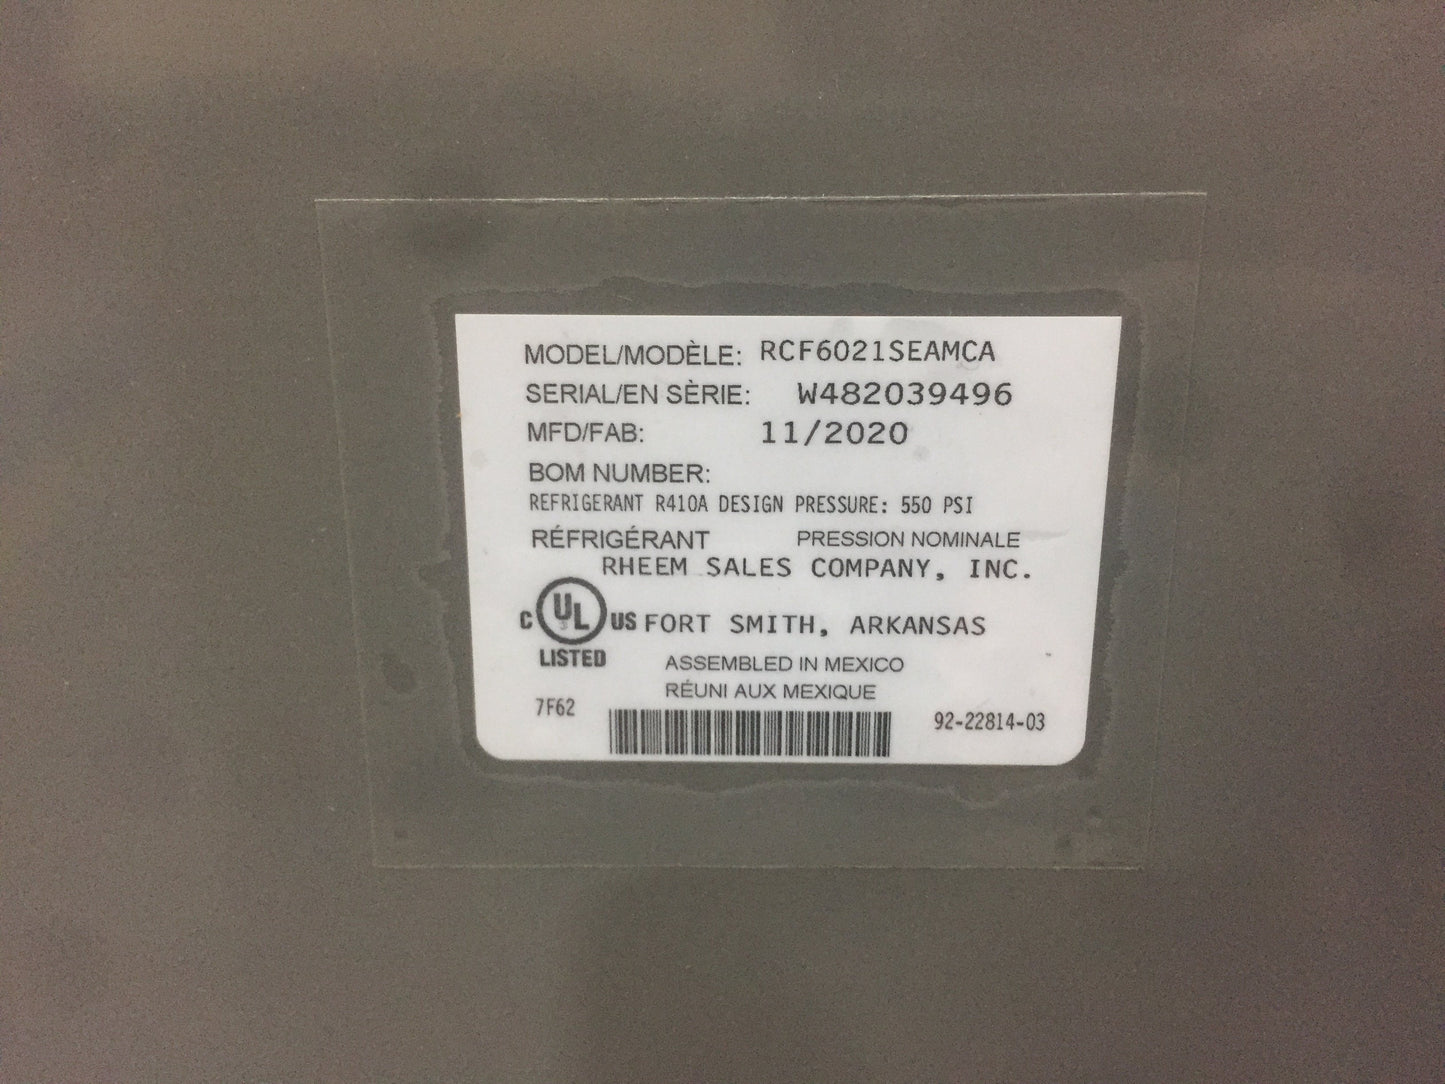 MODEL/MODÈLE: RCF6021SEAMCA
SERIAL/EN SÈRIE: W482039496
MFD/FAB: 11/2020
BOM NUMBER:
REFRIGERANT R410A DESIGN PRESSURE: 550 PSI
RÉFRIGÉRANT PRESSION NOMINALE
RHEEM SALES COMPANY, INC.
C UL US FORT SMITH, ARKANSAS
LISTED ASSEMBLED IN MEXICO
RÉUNI AUX MEXIQUE
7F62 92-22814-03